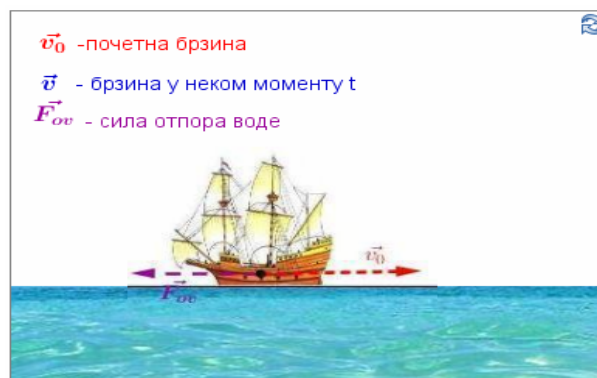 v⃗₀ -почетна брзина
v⃗ - брзина у неком моменту t
F⃗ₒᵥ - сила отпора воде
v⃗₀
F⃗ₒᵥ